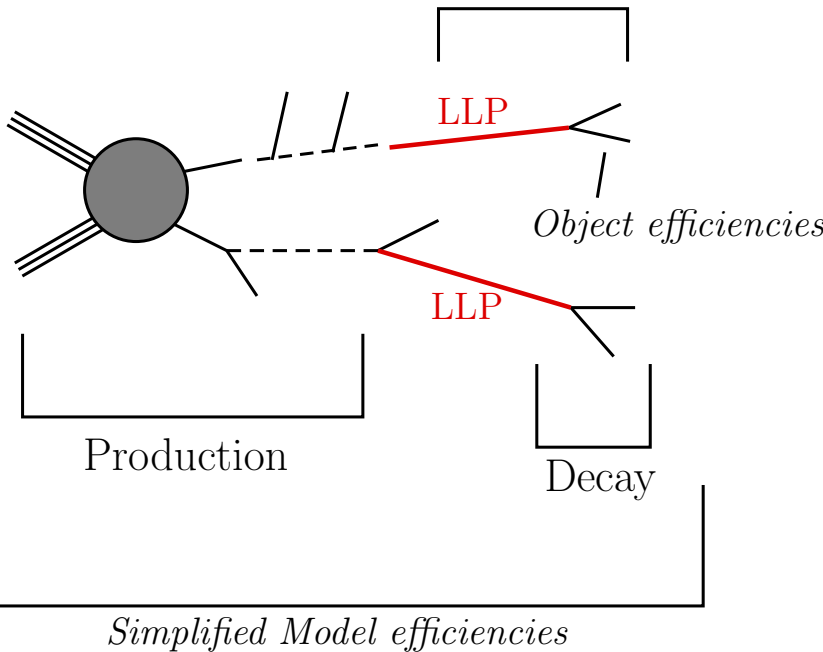 LLP
Object efficiencies
LLP
Production
Decay
Simplified Model efficiencies